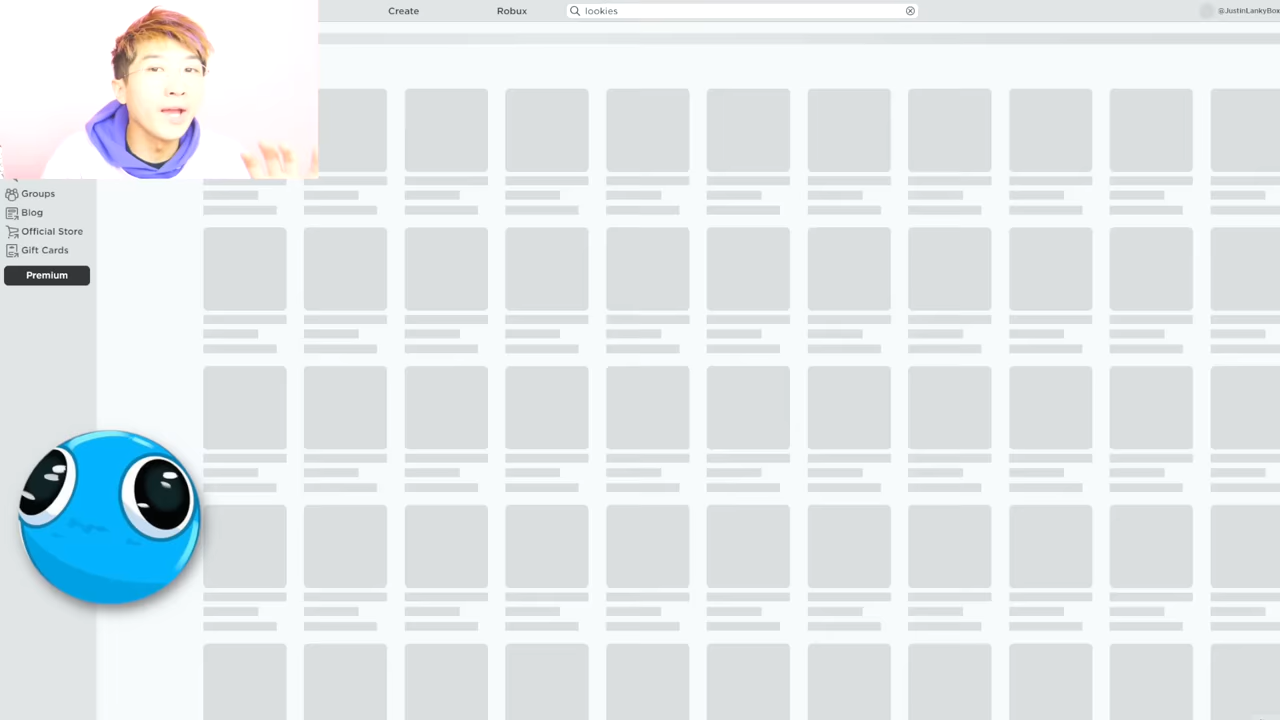 Create Robux lookies @JustinLankyBox
Groups
Blog
Official Store
Gift Cards
Premium